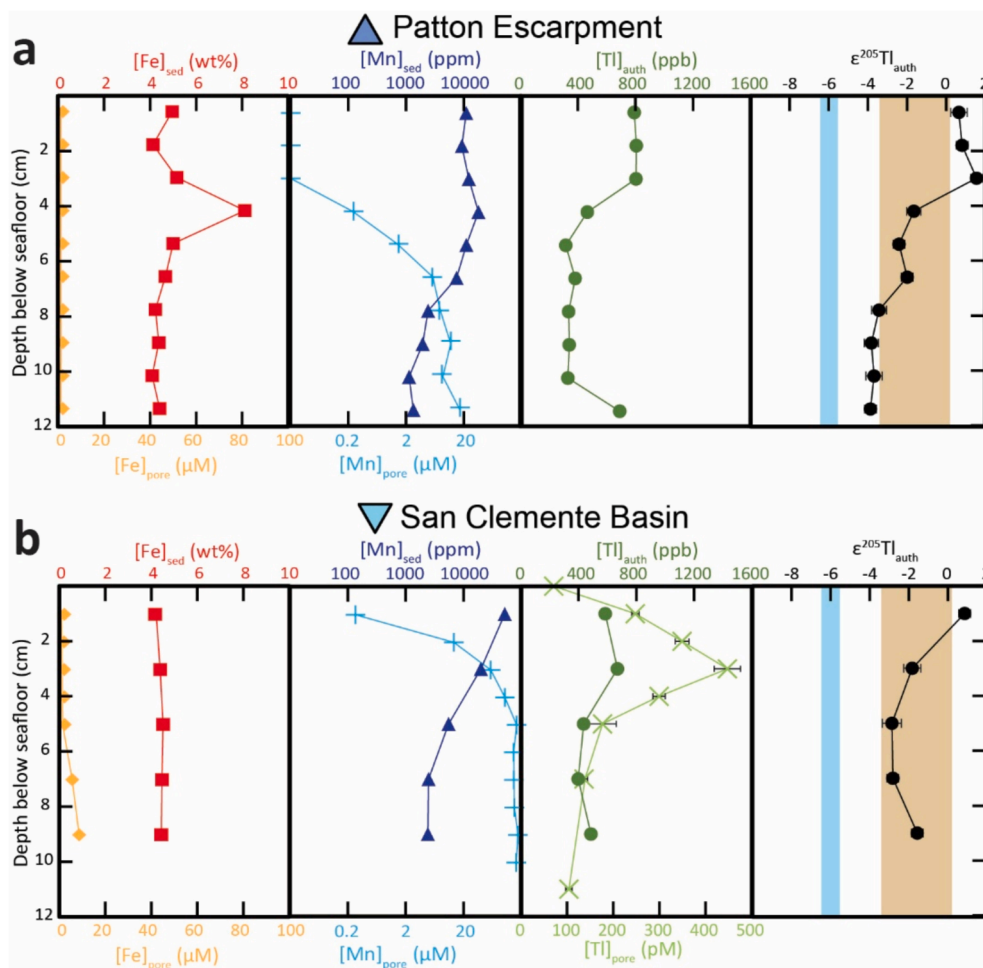 a
Patton Escarpment
[Fe]sed (wt%) [Mn]sed (ppm) [Tl]auth (ppb) ε205Tlauth
0 2 4 6 8 10 100 1000 10000 0 400 800 1200 1600 -8 -6 -4 -2 0 2
Depth below seafloor (cm)
2
4
6
8
10
12
0 20 40 60 80 100 0.2 2 20
[Fe]pore (μM) [Mn]pore (μM)
b
San Clemente Basin
[Fe]sed (wt%) [Mn]sed (ppm) [Tl]auth (ppb) ε205Tlauth
0 2 4 6 8 10 100 1000 10000 0 400 800 1200 1600 -8 -6 -4 -2 0
Depth below seafloor (cm)
2
4
6
8
10
12
0 20 40 60 80 100 0.2 2 20 0 100 200 300 400 500
[Fe]pore (μM) [Mn]pore (μM) [Tl]pore (pM)